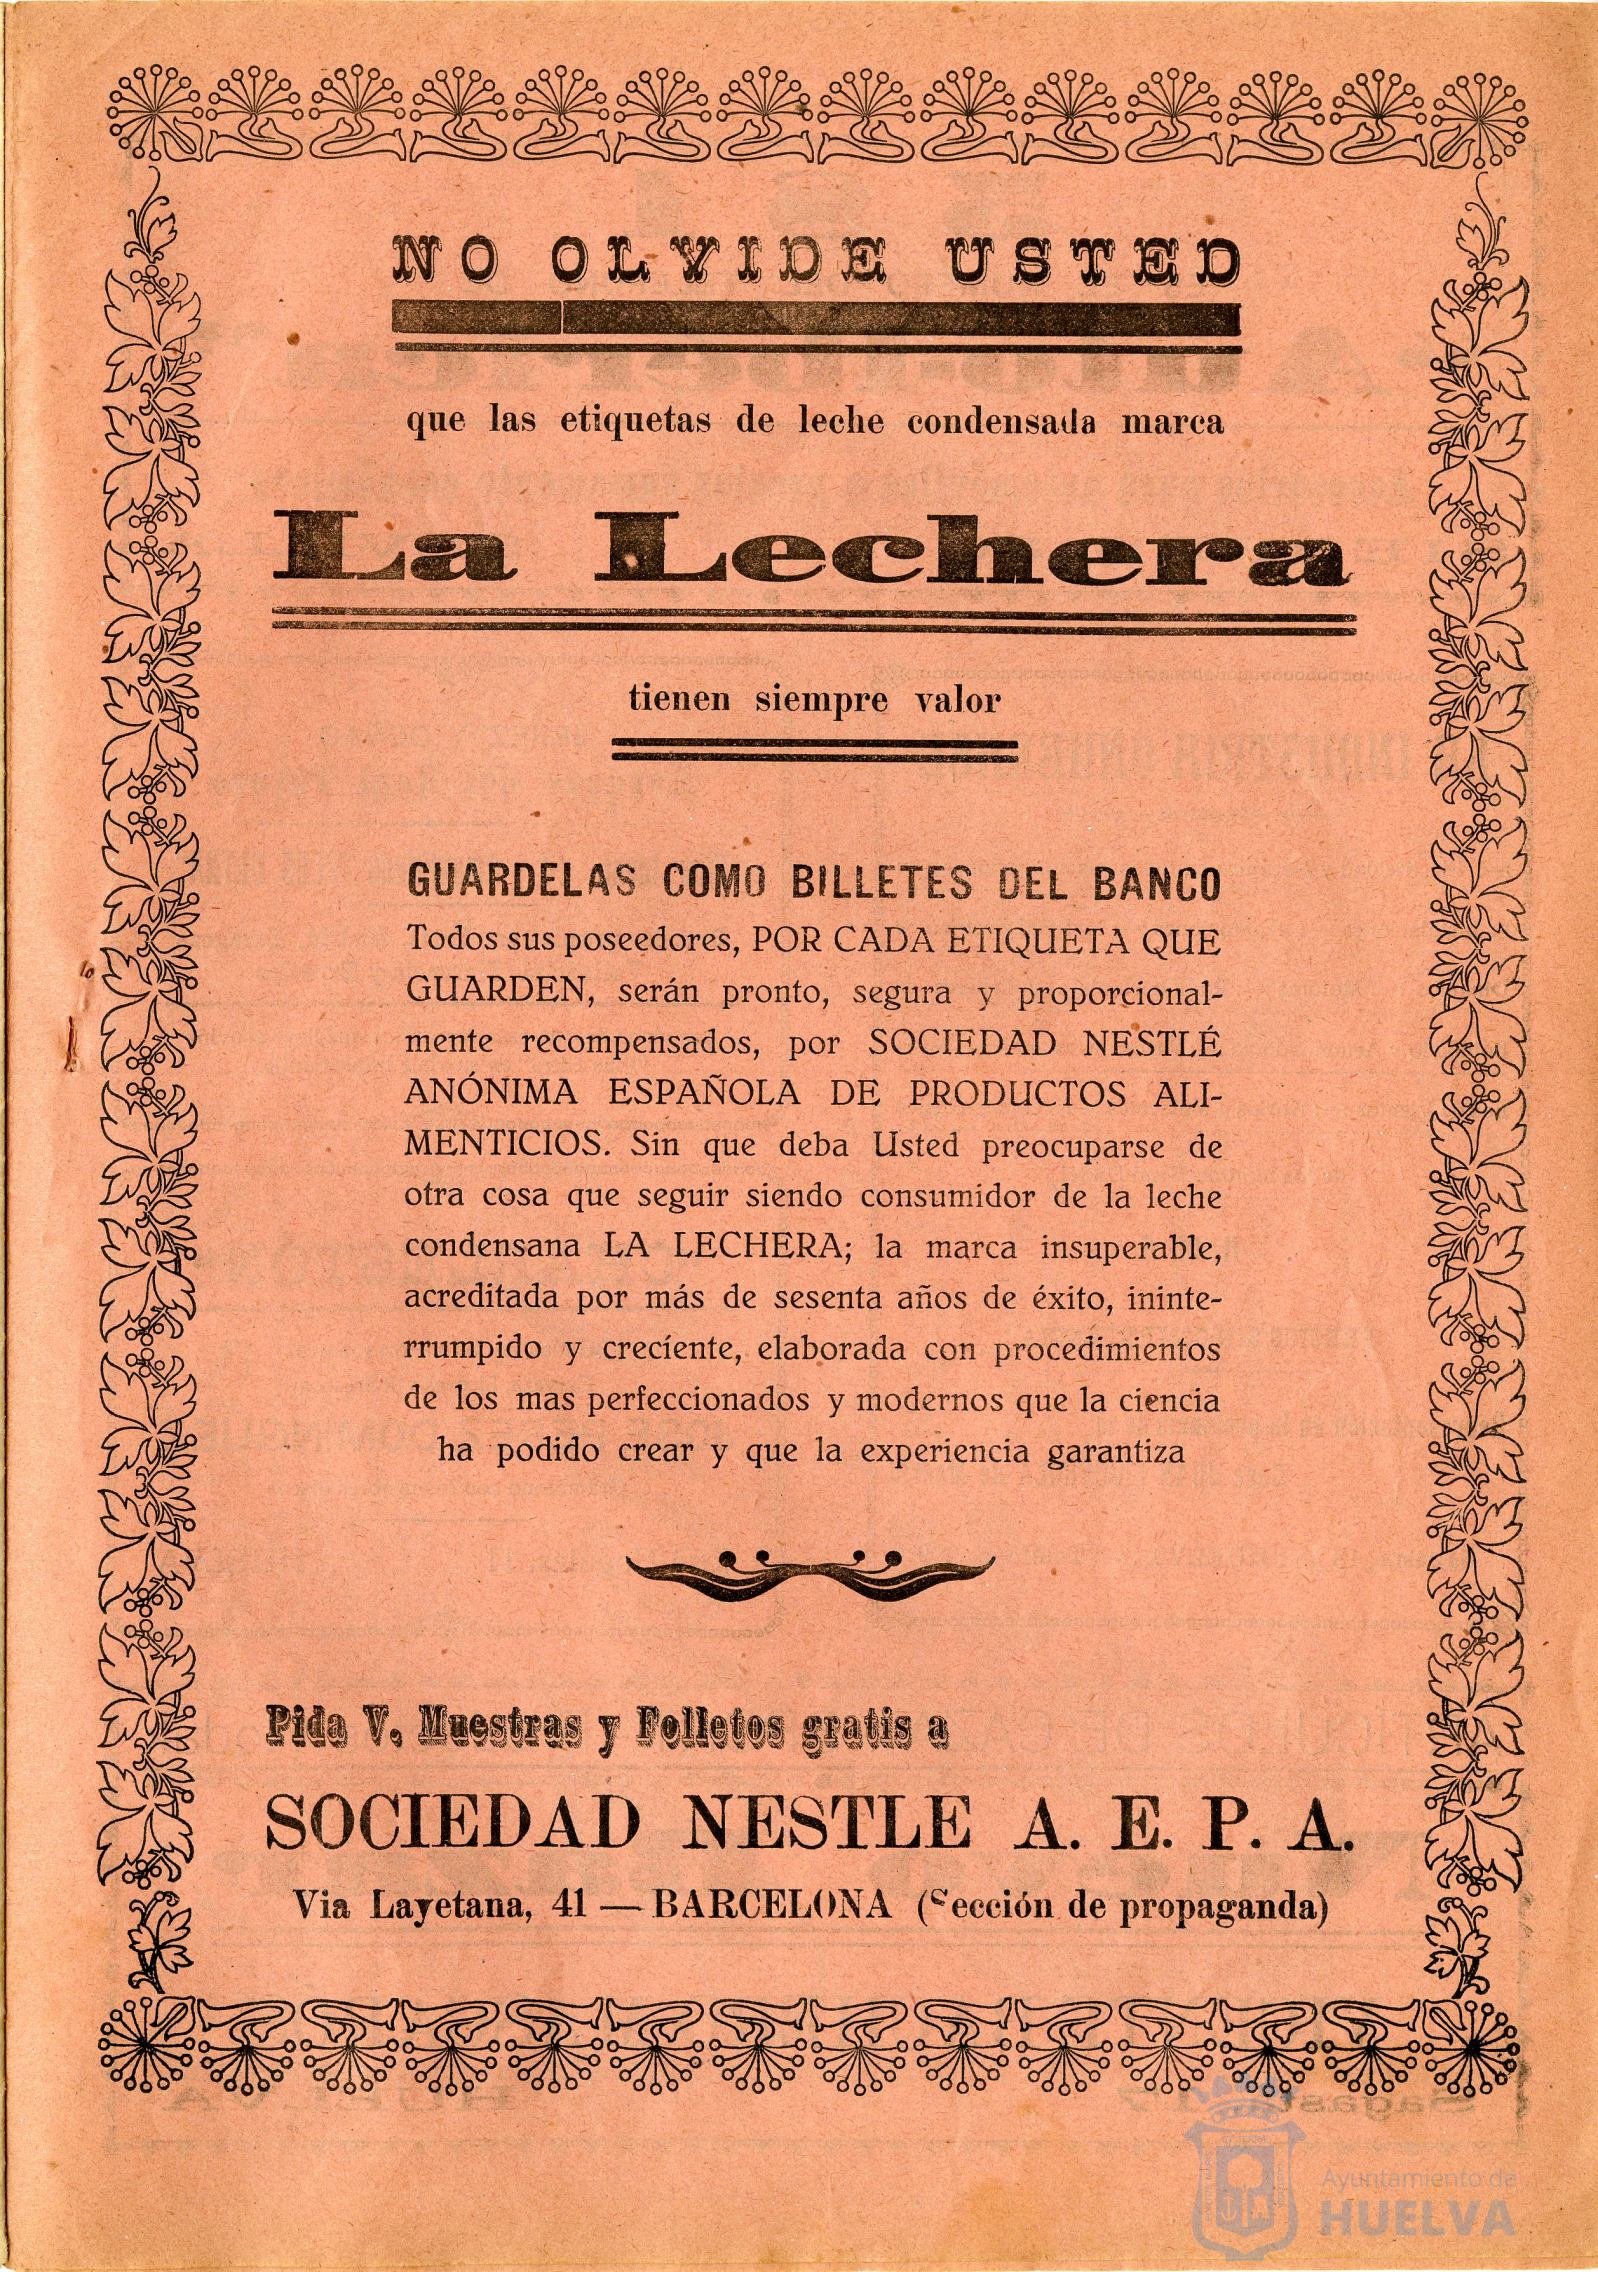 NO OLVIDE USTED
que las etiquetas de leche condensada marca
La Lechera
tienen siempre valor
GUARDELAS COMO BILLETES DEL BANCO
Todos sus poseedores, POR CADA ETIQUETA QUE
GUARDEN, serán pronto, segura y proporcional-
mente recompensados, por SOCIEDAD NESTLÉ
ANÓNIMA ESPAÑOLA DE PRODUCTOS ALI-
MENTICIOS. Sin que deba Usted preocuparse de
otra cosa que seguir siendo consumidor de la leche
condensana LA LECHERA; la marca insuperable,
acreditada por más de sesenta años de éxito, ininte-
rrumpido y creciente, elaborada con procedimientos
de los mas perfeccionados y modernos que la ciencia
ha podido crear y que la experiencia garantiza
Pida V. Muestras y Folletos gratis a
SOCIEDAD NESTLE A. E. P. A.
Via Layetana, 41 — BARCELONA (Sección de propaganda)
Ayuntamiento de
HUELVA